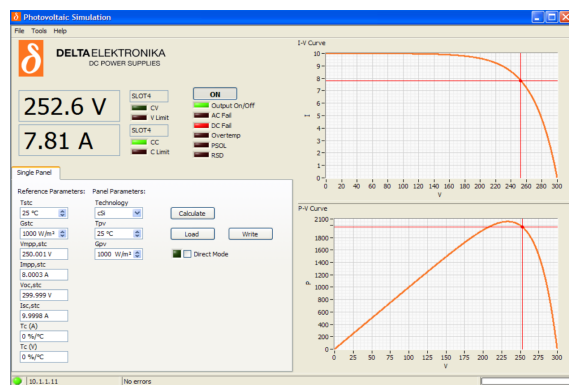 Photovoltaic Simulation
File Tools Help
DELTA ELEKTRONIKA
DC POWER SUPPLIES
252.6 V
SLOT4
CV
V Limit
7.81 A
SLOT4
CC
C Limit
ON
Output On/Off
AC Fail
DC Fail
Overtemp
PSOL
RSD
Single Panel
Reference Parameters: Panel Parameters:
Tstc
25 °C
Gstc
1000 W/m²
Vmpp,stc
250.001 V
Impp,stc
8.0003 A
Voc,stc
299.999 V
Isc,stc
9.9998 A
Tc (A)
0 %/°C
Tc (V)
0 %/°C
Technology
cSi
Tpv
25 °C
Gpv
1000 W/m²
Calculate
Load Write
Direct Mode
I-V Curve
10
9
8
7
6
5
4
3
2
1
0
I
0 20 40 60 80 100 120 140 160 180 200 220 240 260 280 300
V
P-V Curve
2100
1800
1600
1400
1200
1000
800
600
400
200
0
P
0 25 50 75 100 125 150 175 200 225 250 275 300
V
10.1.1.11 No errors